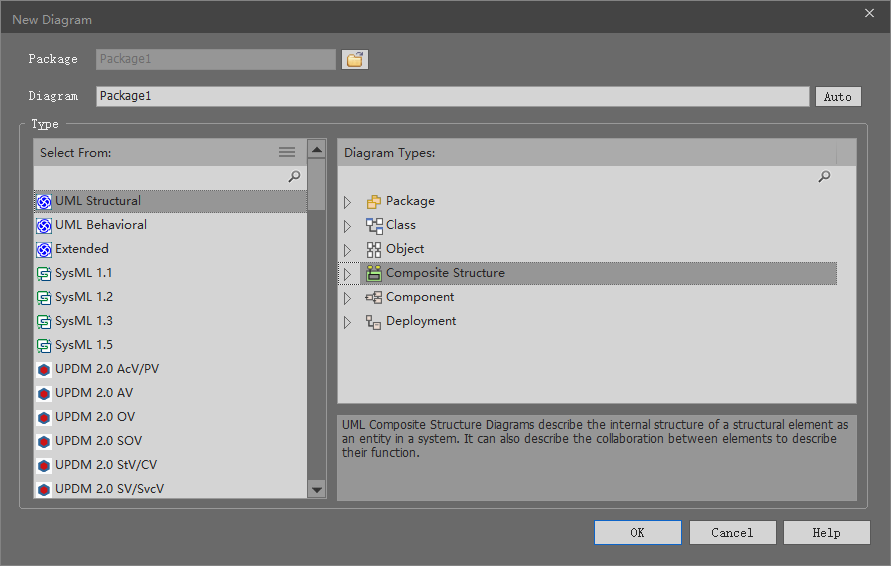 New Diagram
Package
Package1
Diagram
Package1
Auto
Type
Select From:
UML Structural
UML Behavioral
Extended
SysML 1.1
SysML 1.2
SysML 1.3
SysML 1.5
UPDM 2.0 AcV/PV
UPDM 2.0 AV
UPDM 2.0 OV
UPDM 2.0 SOV
UPDM 2.0 StV/CV
UPDM 2.0 SV/SvcV
Diagram Types:
Package
Class
Object
Composite Structure
Component
Deployment
UML Composite Structure Diagrams describe the internal structure of a structural element as
an entity in a system. It can also describe the collaboration between elements to describe
their function.
OK
Cancel
Help